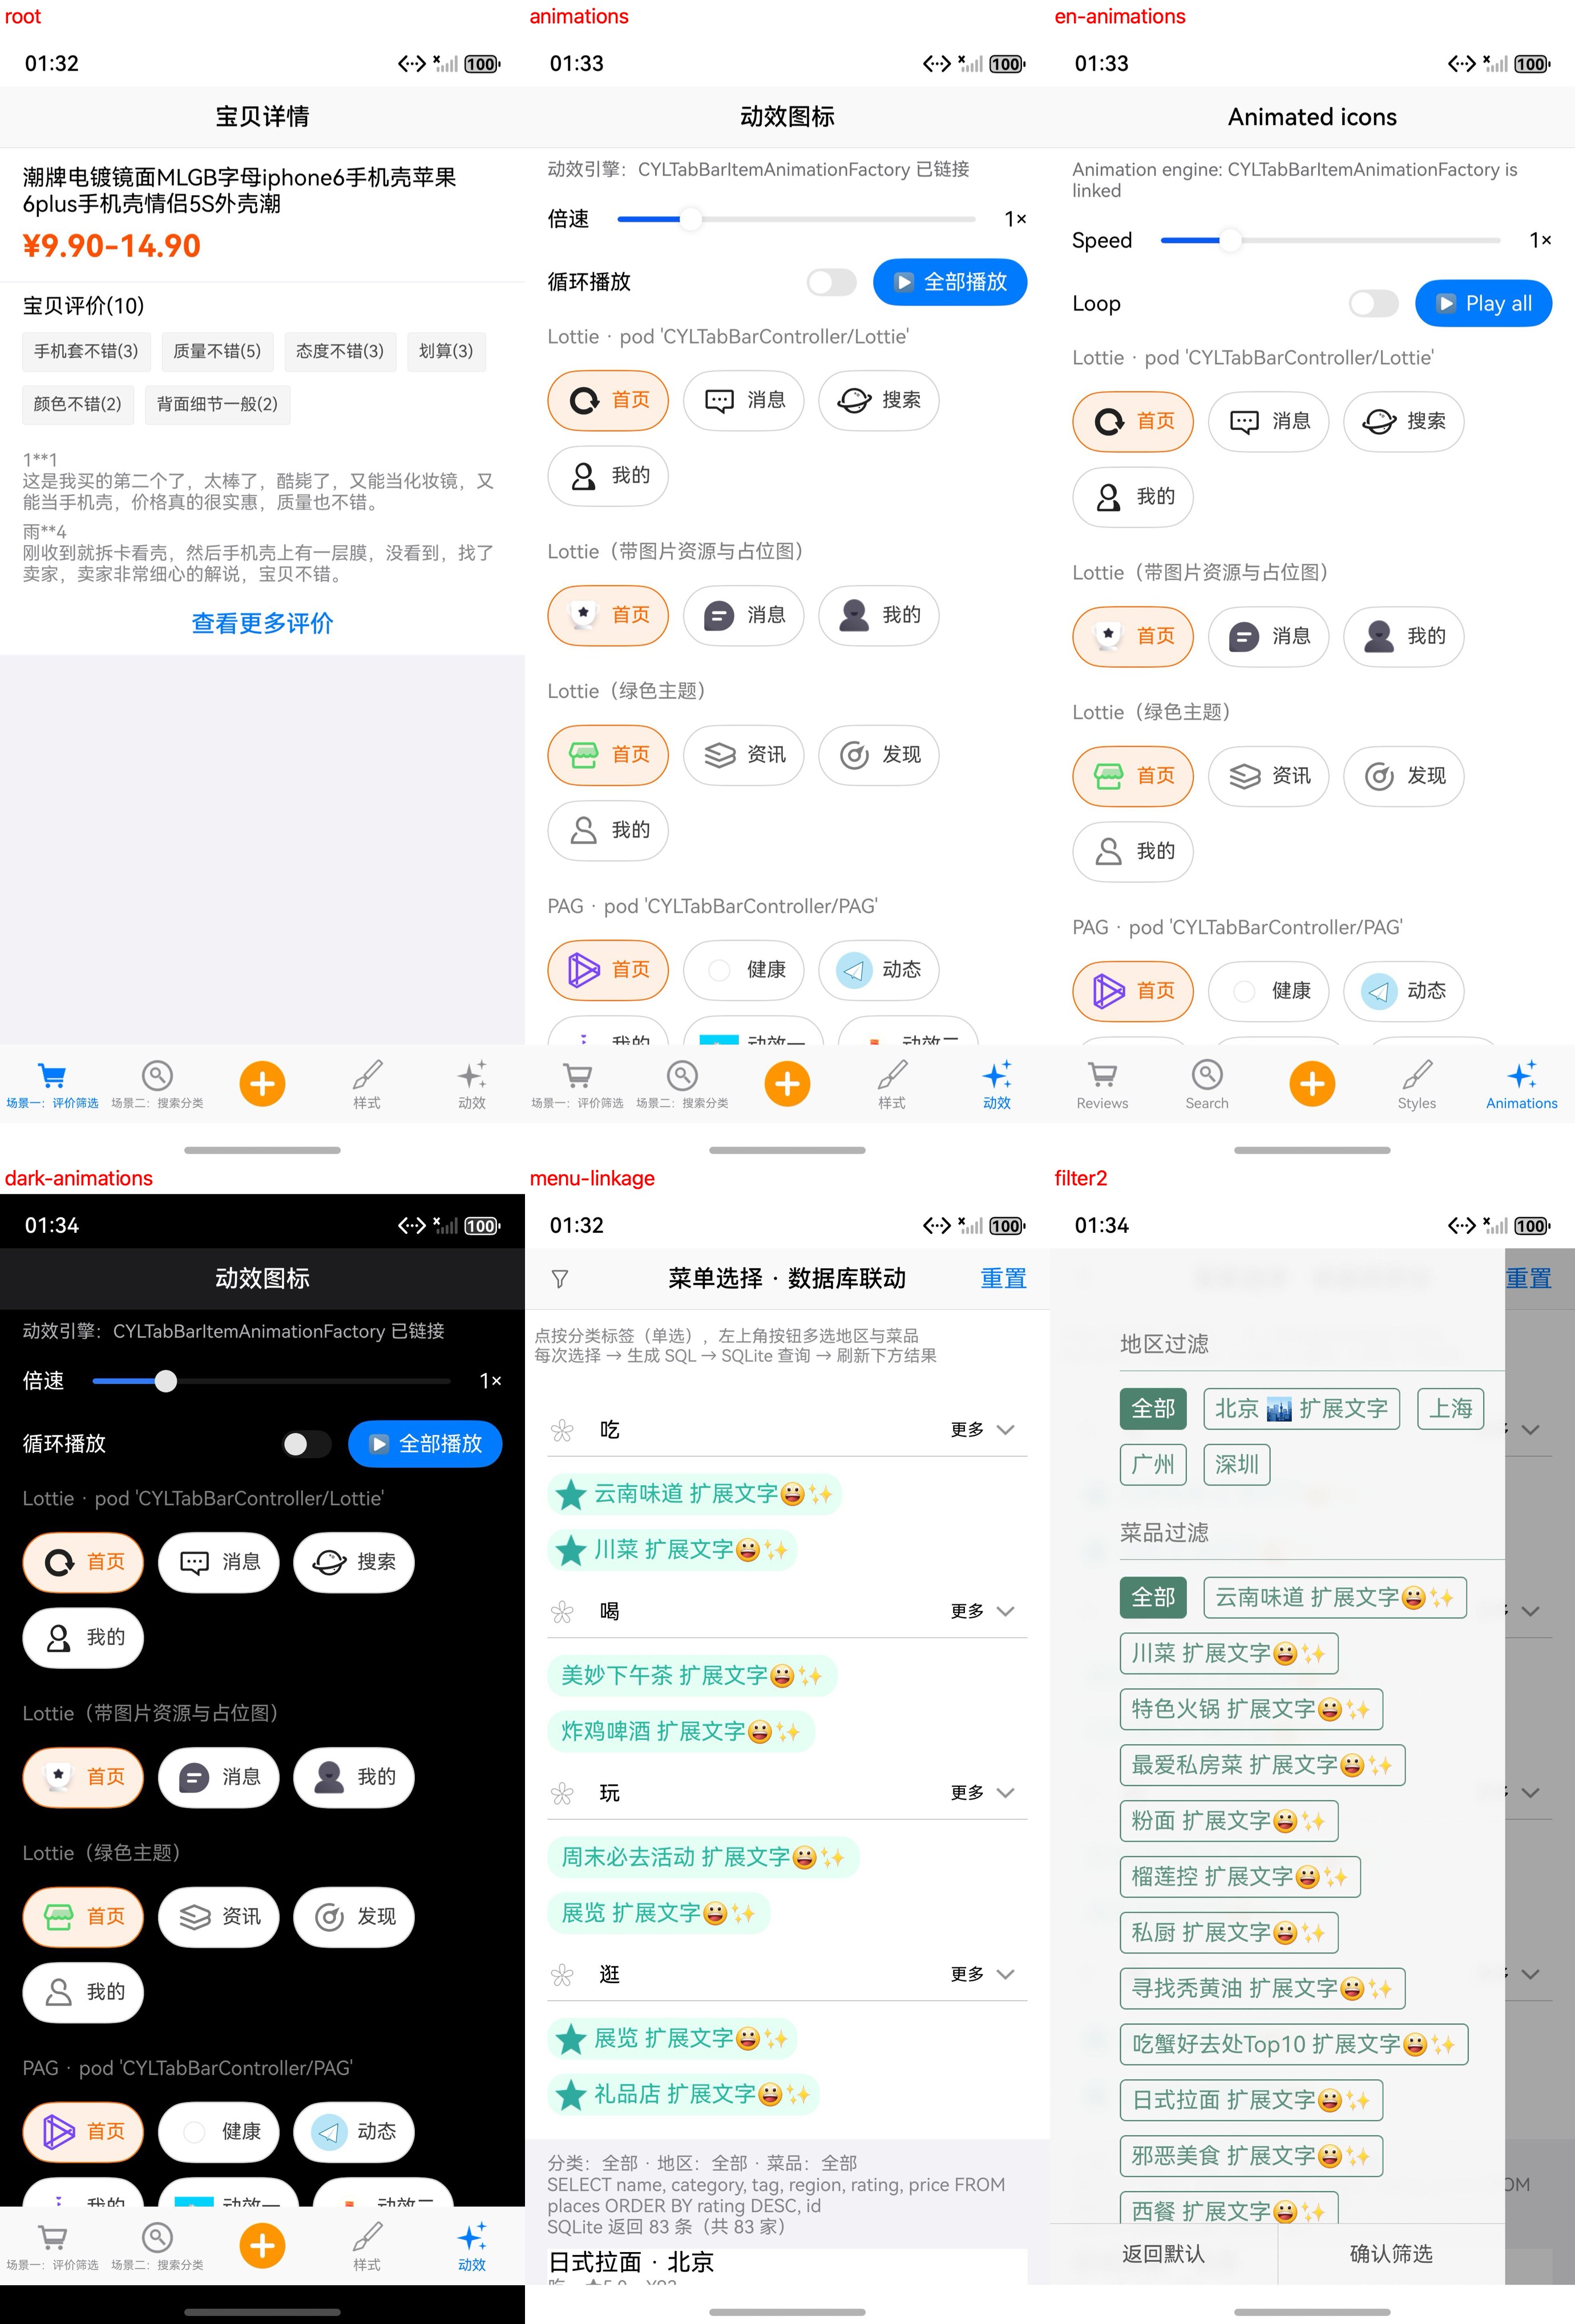 root
01:32
100
宝贝详情
潮牌电镀镜面MLGB字母iphone6手机壳苹果
6plus手机壳情侣5S外壳潮
¥9.90-14.90
宝贝评价(10)
手机套不错(3)
质量不错(5)
态度不错(3)
划算(3)
颜色不错(2)
背面细节一般(2)
1**1
这是我买的第二个了，太棒了，酷毙了，又能当化妆镜，又
能当手机壳，价格真的很实惠，质量也不错。
雨**4
刚收到就拆卡看壳，然后手机壳上有一层膜，没看到，找了
卖家，卖家非常细心的解说，宝贝不错。
查看更多评价
场景一：评价筛选
场景二：搜索分类
样式
动效
animations
01:33
100
动效图标
动效引擎：CYLTabBarItemAnimationFactory 已链接
倍速
1×
循环播放
全部播放
Lottie · pod 'CYLTabBarController/Lottie'
首页
消息
搜索
我的
Lottie（带图片资源与占位图）
首页
消息
我的
Lottie（绿色主题）
首页
资讯
发现
我的
PAG · pod 'CYLTabBarController/PAG'
首页
健康
动态
我的
动效一
动效二
场景一：评价筛选
场景二：搜索分类
样式
动效
en-animations
01:33
100
Animated icons
Animation engine: CYLTabBarItemAnimationFactory is
linked
Speed
1×
Loop
Play all
Lottie · pod 'CYLTabBarController/Lottie'
首页
消息
搜索
我的
Lottie（带图片资源与占位图）
首页
消息
我的
Lottie（绿色主题）
首页
资讯
发现
我的
PAG · pod 'CYLTabBarController/PAG'
首页
健康
动态
Reviews
Search
Styles
Animations
dark-animations
01:34
100
动效图标
动效引擎：CYLTabBarItemAnimationFactory 已链接
倍速
1×
循环播放
全部播放
Lottie · pod 'CYLTabBarController/Lottie'
首页
消息
搜索
我的
Lottie（带图片资源与占位图）
首页
消息
我的
Lottie（绿色主题）
首页
资讯
发现
我的
PAG · pod 'CYLTabBarController/PAG'
首页
健康
动态
我的
动效一
动效二
场景一：评价筛选
场景二：搜索分类
样式
动效
menu-linkage
01:32
100
菜单选择 · 数据库联动
重置
点按分类标签（单选），左上角按钮多选地区与菜品
每次选择 → 生成 SQL → SQLite 查询 → 刷新下方结果
吃
更多
云南味道 扩展文字😀✨
川菜 扩展文字😀✨
喝
更多
美妙下午茶 扩展文字😀✨
炸鸡啤酒 扩展文字😀✨
玩
更多
周末必去活动 扩展文字😀✨
展览 扩展文字😀✨
逛
更多
展览 扩展文字😀✨
礼品店 扩展文字😀✨
分类：全部 · 地区：全部 · 菜品：全部
SELECT name, category, tag, region, rating, price FROM
places ORDER BY rating DESC, id
SQLite 返回 83 条（共 83 家）
日式拉面 · 北京
filter2
01:34
100
重置
地区过滤
全部
北京 扩展文字
上海
广州
深圳
菜品过滤
全部
云南味道 扩展文字😀✨
川菜 扩展文字😀✨
特色火锅 扩展文字😀✨
最爱私房菜 扩展文字😀✨
粉面 扩展文字😀✨
榴莲控 扩展文字😀✨
私厨 扩展文字😀✨
寻找秃黄油 扩展文字😀✨
吃蟹好去处Top10 扩展文字😀✨
日式拉面 扩展文字😀✨
邪恶美食 扩展文字😀✨
西餐 扩展文字😀✨
返回默认
确认筛选